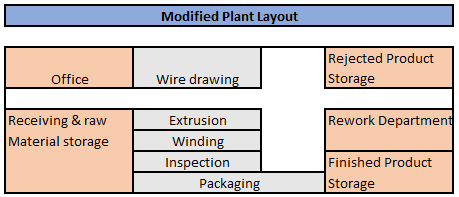 Modified Plant Layout
Office
Wire drawing
Rejected Product
Storage
Receiving & raw
Material storage
Extrusion
Winding
Inspection
Packaging
Rework Department
Finished Product
Storage